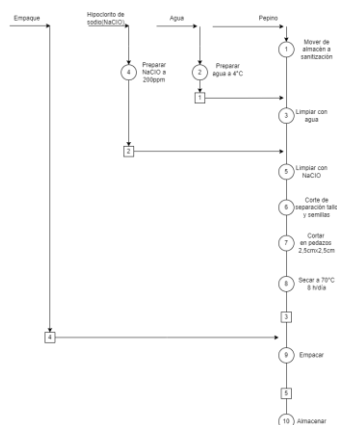 Empaque
Hipoclorito de
sodio(NaClO)
Agua
Pepino
1
Mover de
almacén a
sanitización
4
Preparar
NaClO a
200ppm
2
Preparar
agua a 4°C
1
3
Limpiar con
agua
2
5
Limpiar con
NaClO
6
Corte de
separación tallo
y semillas
7
Cortar
en pedazos
2,5cmx2,5cm
8
Secar a 70°C
8 h/día
3
4
9
Empacar
5
10
Almacenar